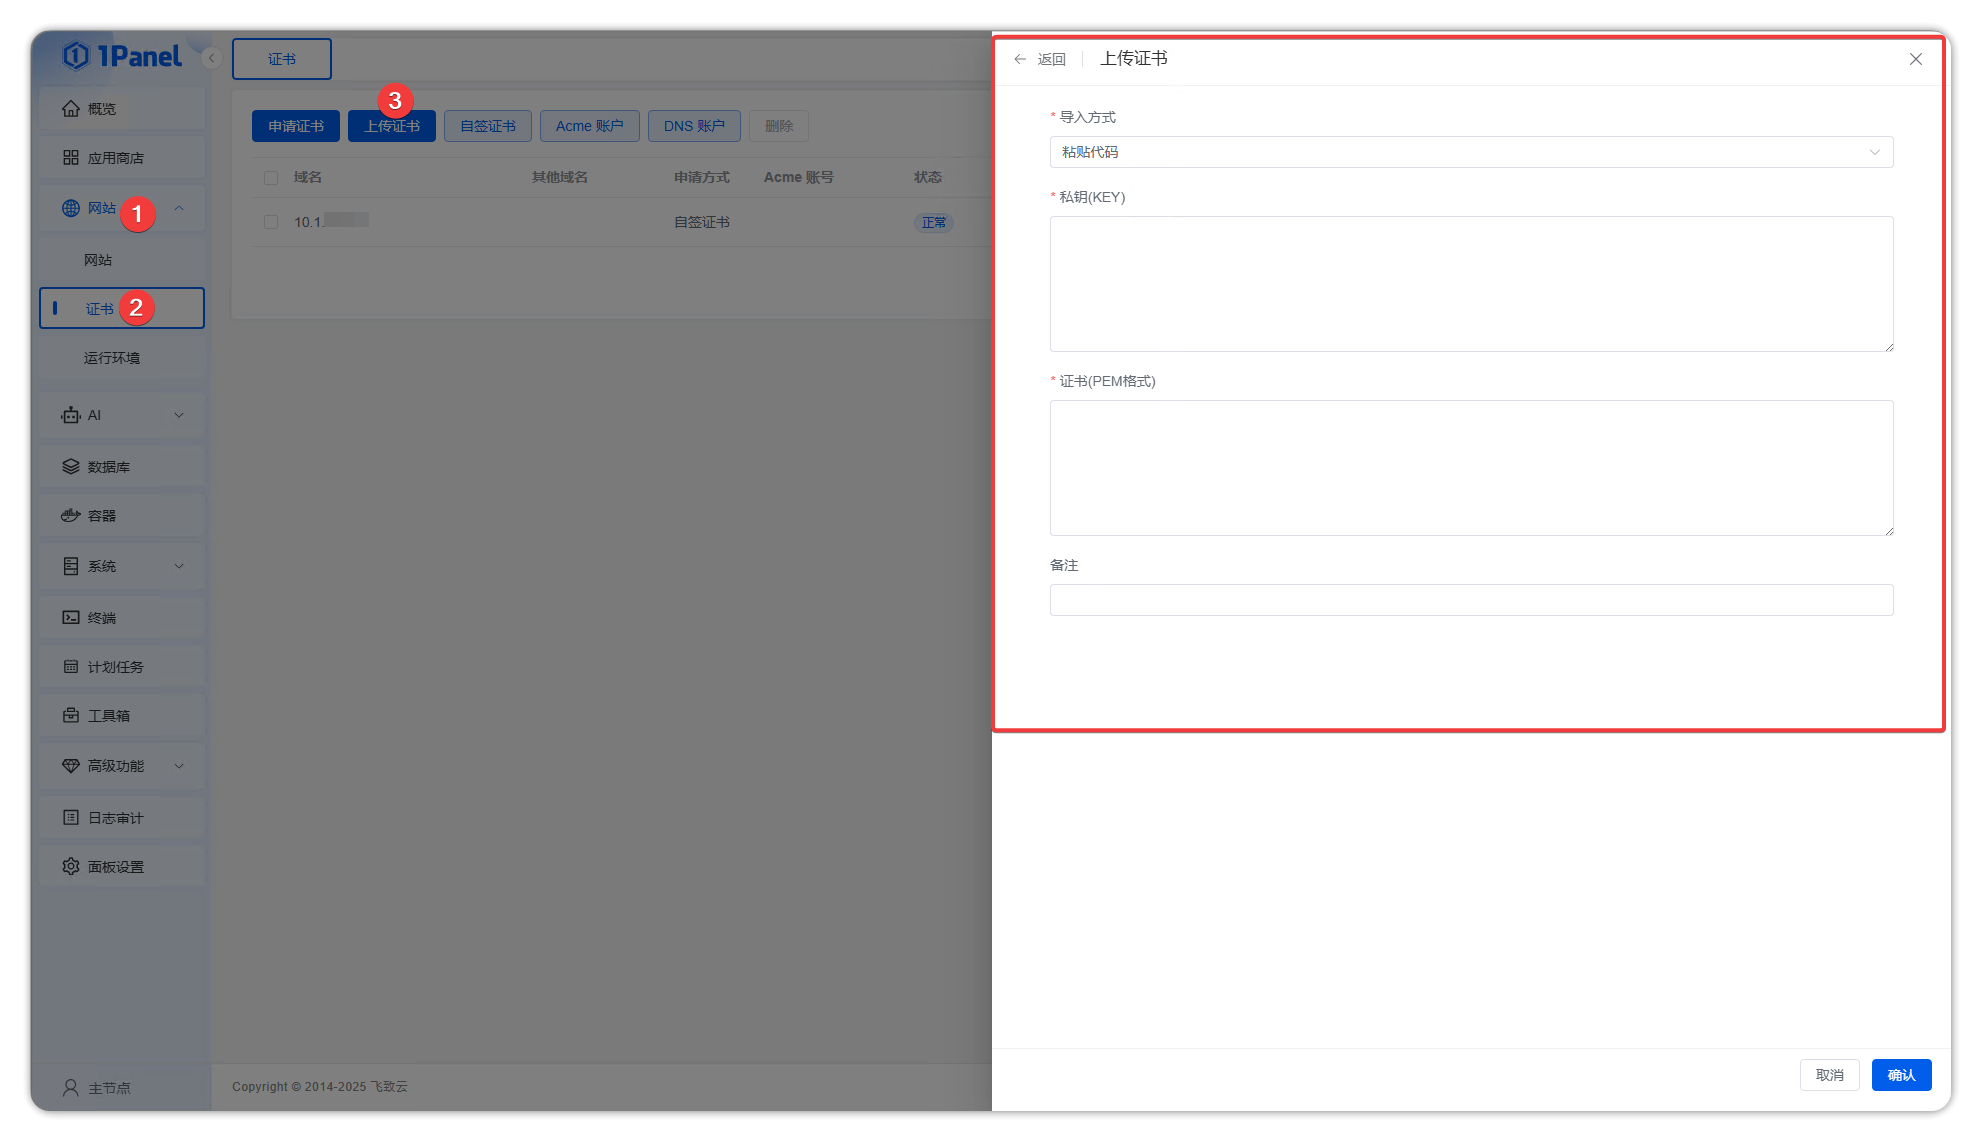 1Panel
概览
应用商店
网站
1
网站
证书
2
运行环境
AI
数据库
容器
系统
终端
计划任务
工具箱
高级功能
日志审计
面板设置
主节点
证书
3
申请证书 上传证书 自签证书 Acme 账户 DNS 账户 删除
域名 其他域名 申请方式 Acme 账号 状态
10.1. 自签证书 正常
Copyright © 2014-2025 飞致云
返回 上传证书
* 导入方式
粘贴代码
* 私钥(KEY)
* 证书(PEM格式)
备注
取消 确认